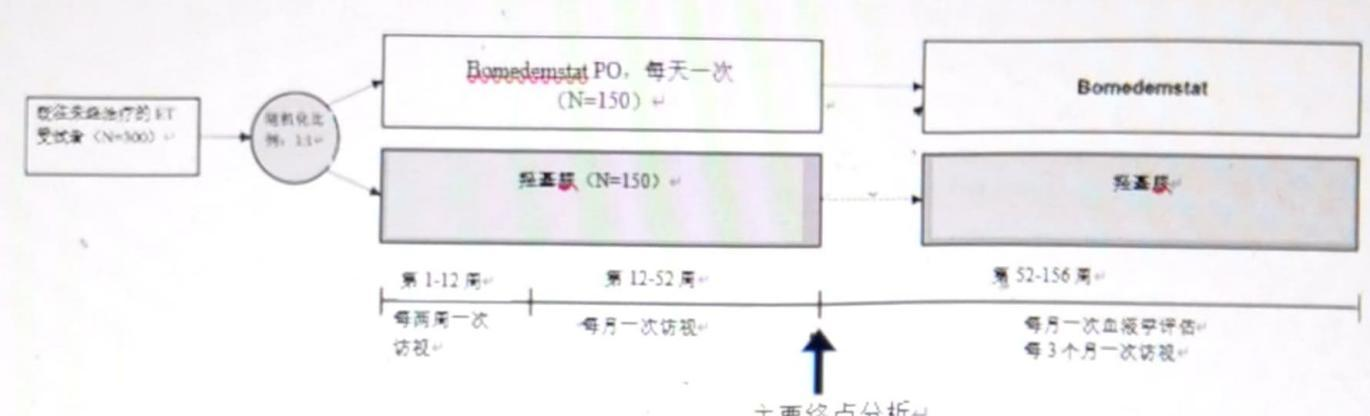 既往未经治疗的 ET
受试者（N=300）
随机化比
例：1:1
Bomedemstat PO，每天一次
（N=150）
Bomedemstat
羟基脲（N=150）
羟基脲
第 1-12 周
第 12-52 周
第 52-156 周
每两周一次
访视
每月一次访视
每月一次血液学评估
每 3 个月一次访视
主要终点分析